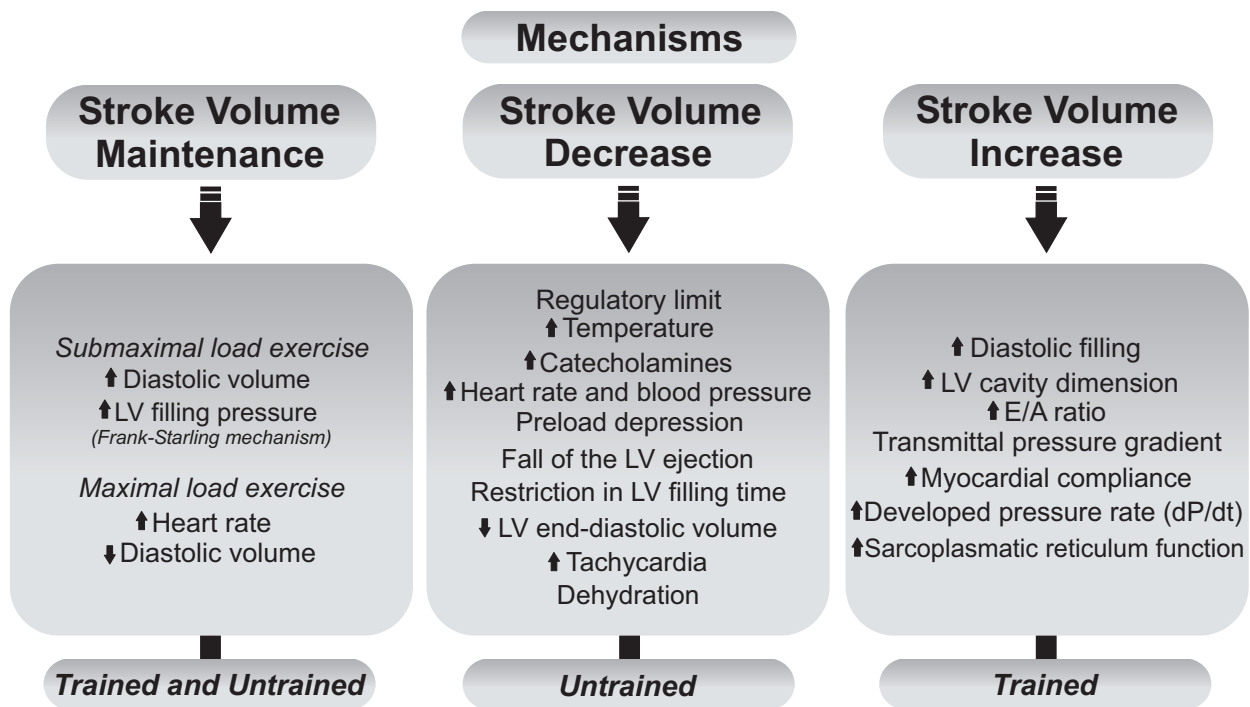 Mechanisms
Stroke Volume
Maintenance
Submaximal load exercise
⬆ Diastolic volume
⬆ LV filling pressure
(Frank-Starling mechanism)
Maximal load exercise
⬆ Heart rate
⬇ Diastolic volume
Trained and Untrained
Stroke Volume
Decrease
Regulatory limit
⬆ Temperature
⬆ Catecholamines
⬆ Heart rate and blood pressure
Preload depression
Fall of the LV ejection
Restriction in LV filling time
⬇ LV end-diastolic volume
⬆ Tachycardia
Dehydration
Untrained
Stroke Volume
Increase
⬆ Diastolic filling
⬆ LV cavity dimension
⬆ E/A ratio
Transmittal pressure gradient
⬆ Myocardial compliance
⬆ Developed pressure rate (dP/dt)
⬆ Sarcoplasmatic reticulum function
Trained